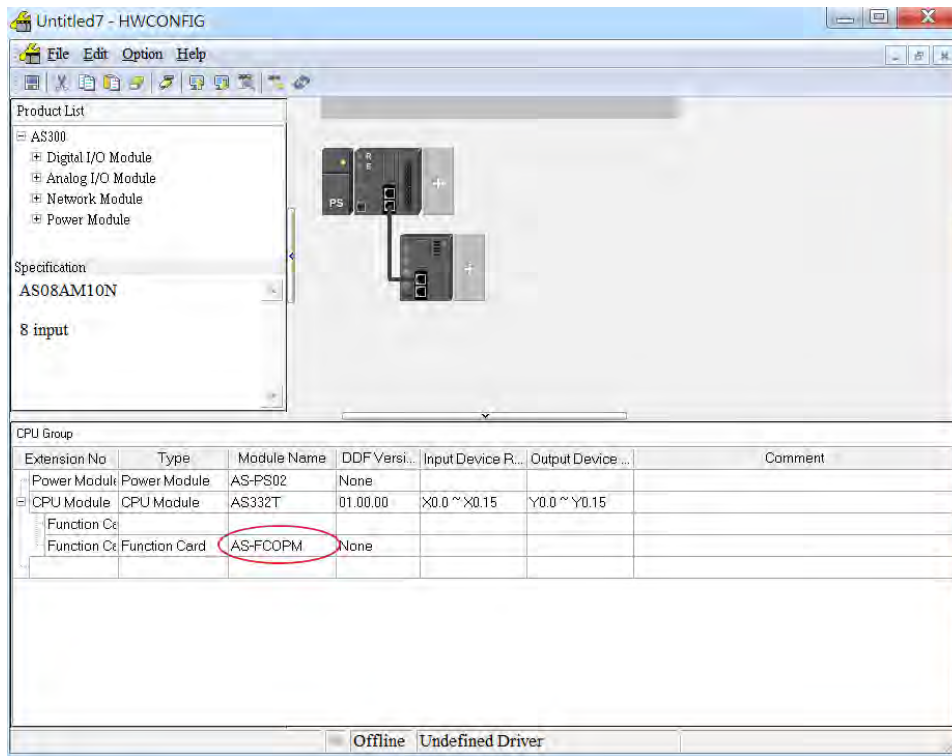 Untitled7 - HWCONFIG
File Edit Option Help
Product List
AS300
Digital I/O Module
Analog I/O Module
Network Module
Power Module
Specification
AS08AM10N
8 input
R
E
PS
CPU Group
Extension No Type Module Name DDF Versi... Input Device R... Output Device ... Comment
Power Module Power Module AS-PS02 None
CPU Module CPU Module AS332T 01.00.00 X0.0 ~ X0.15 Y0.0 ~ Y0.15
Function Ca
Function Ca Function Card AS-FCOPM None
Offline Undefined Driver